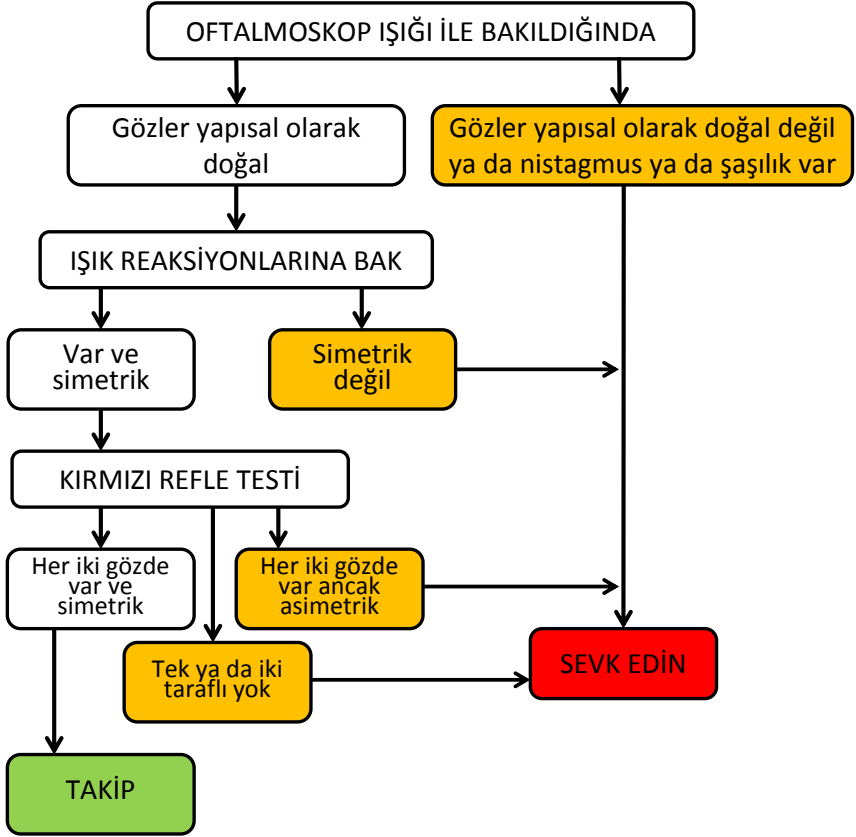 OFTALMOSKOP IŞIĞI İLE BAKILDIĞINDA
Gözler yapısal olarak
doğal
Gözler yapısal olarak doğal değil
ya da nistagmus ya da şaşılık var
IŞIK REAKSİYONLARINA BAK
Var ve
simetrik
Simetrik
değil
KIRMIZI REFLE TESTİ
Her iki gözde
var ve
simetrik
Her iki gözde
var ancak
asimetrik
Tek ya da iki
taraflı yok
SEVK EDİN
TAKİP